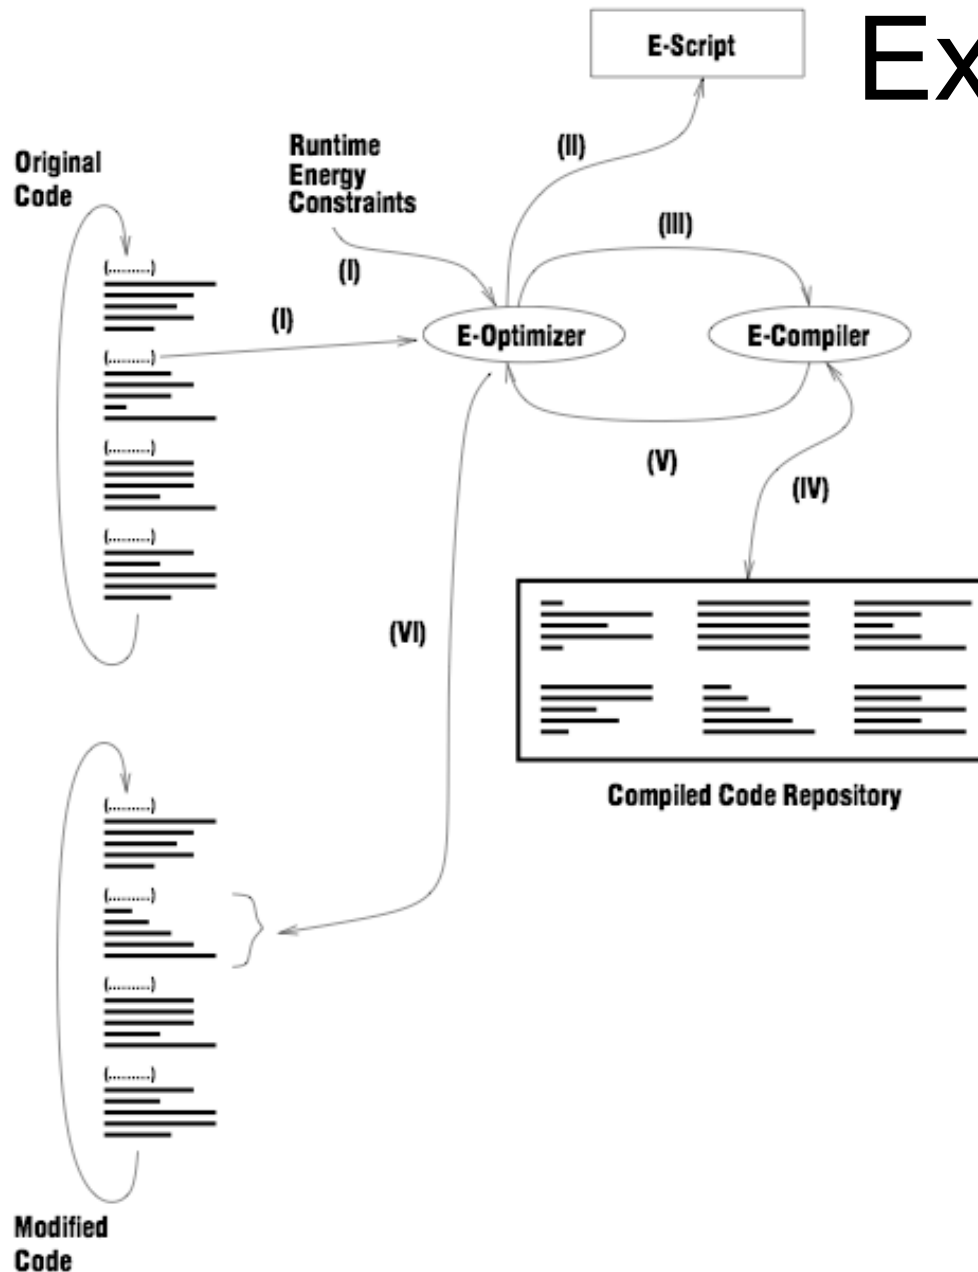 E-Script
Ex
Original
Code
Runtime
Energy
Constraints
(II)
(III)
(I)
(I)
(..........)
(..........)
(..........)
(..........)
E-Optimizer
E-Compiler
(V)
(IV)
(VI)
Compiled Code Repository
(..........)
(..........)
(..........)
(..........)
Modified
Code